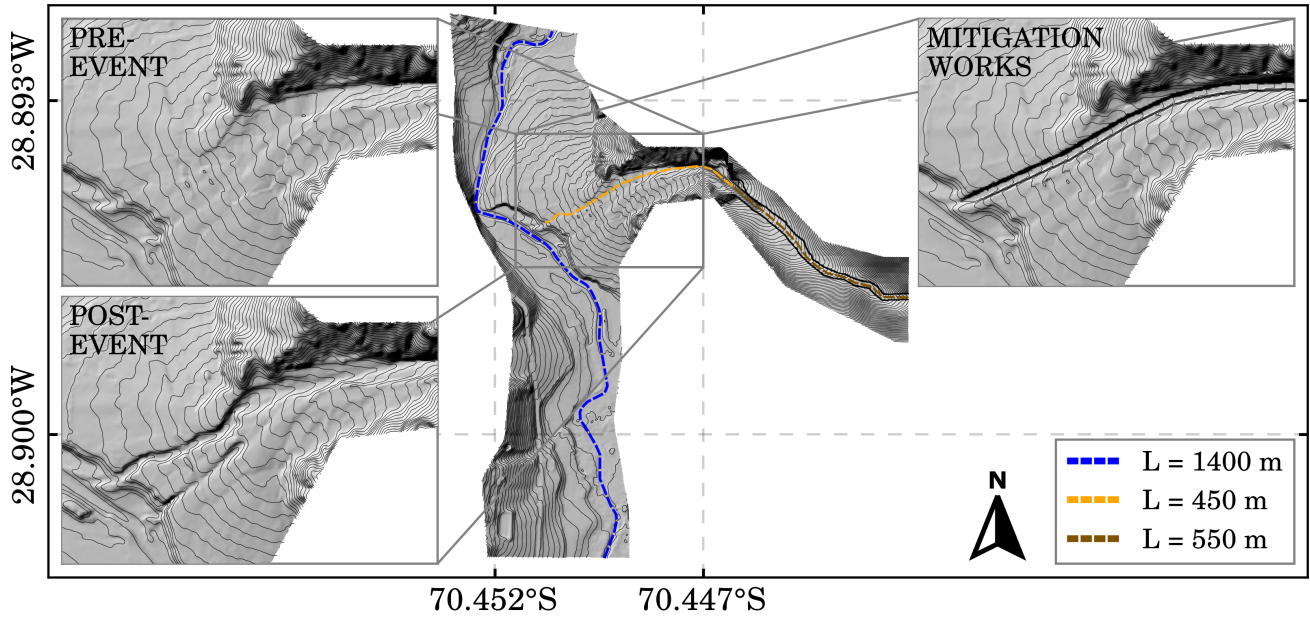 PRE-
EVENT
MITIGATION
WORKS
28.893°W
POST-
EVENT
28.900°W
N
L = 1400 m
L = 450 m
L = 550 m
70.452°S
70.447°S